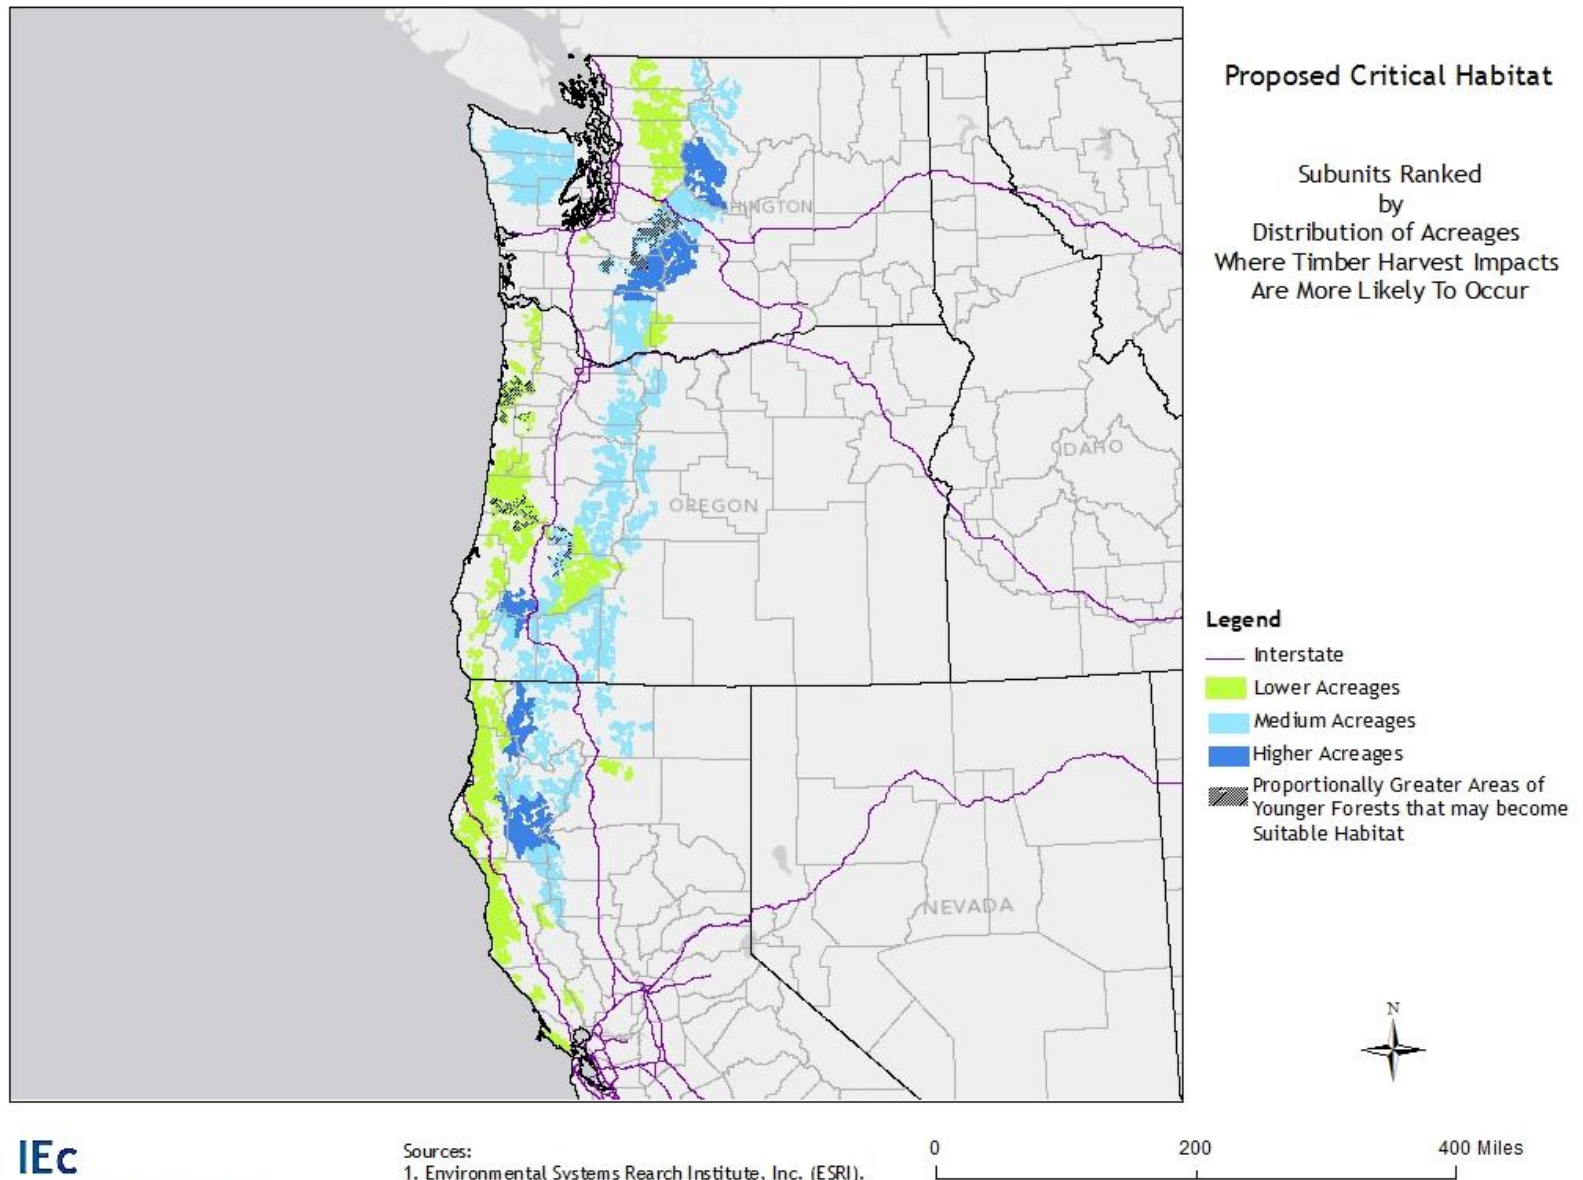 Proposed Critical Habitat
Subunits Ranked
by
Distribution of Acreages
Where Timber Harvest Impacts
Are More Likely To Occur
HINGTON
OREGON
IDAHO
NEVADA
Legend
Interstate
Lower Acreages
Medium Acreages
Higher Acreages
Proportionally Greater Areas of
Younger Forests that may become
Suitable Habitat
N
IEc
Sources:
1. Environmental Systems Rearch Institute, Inc. (ESRI).
0 200 400 Miles